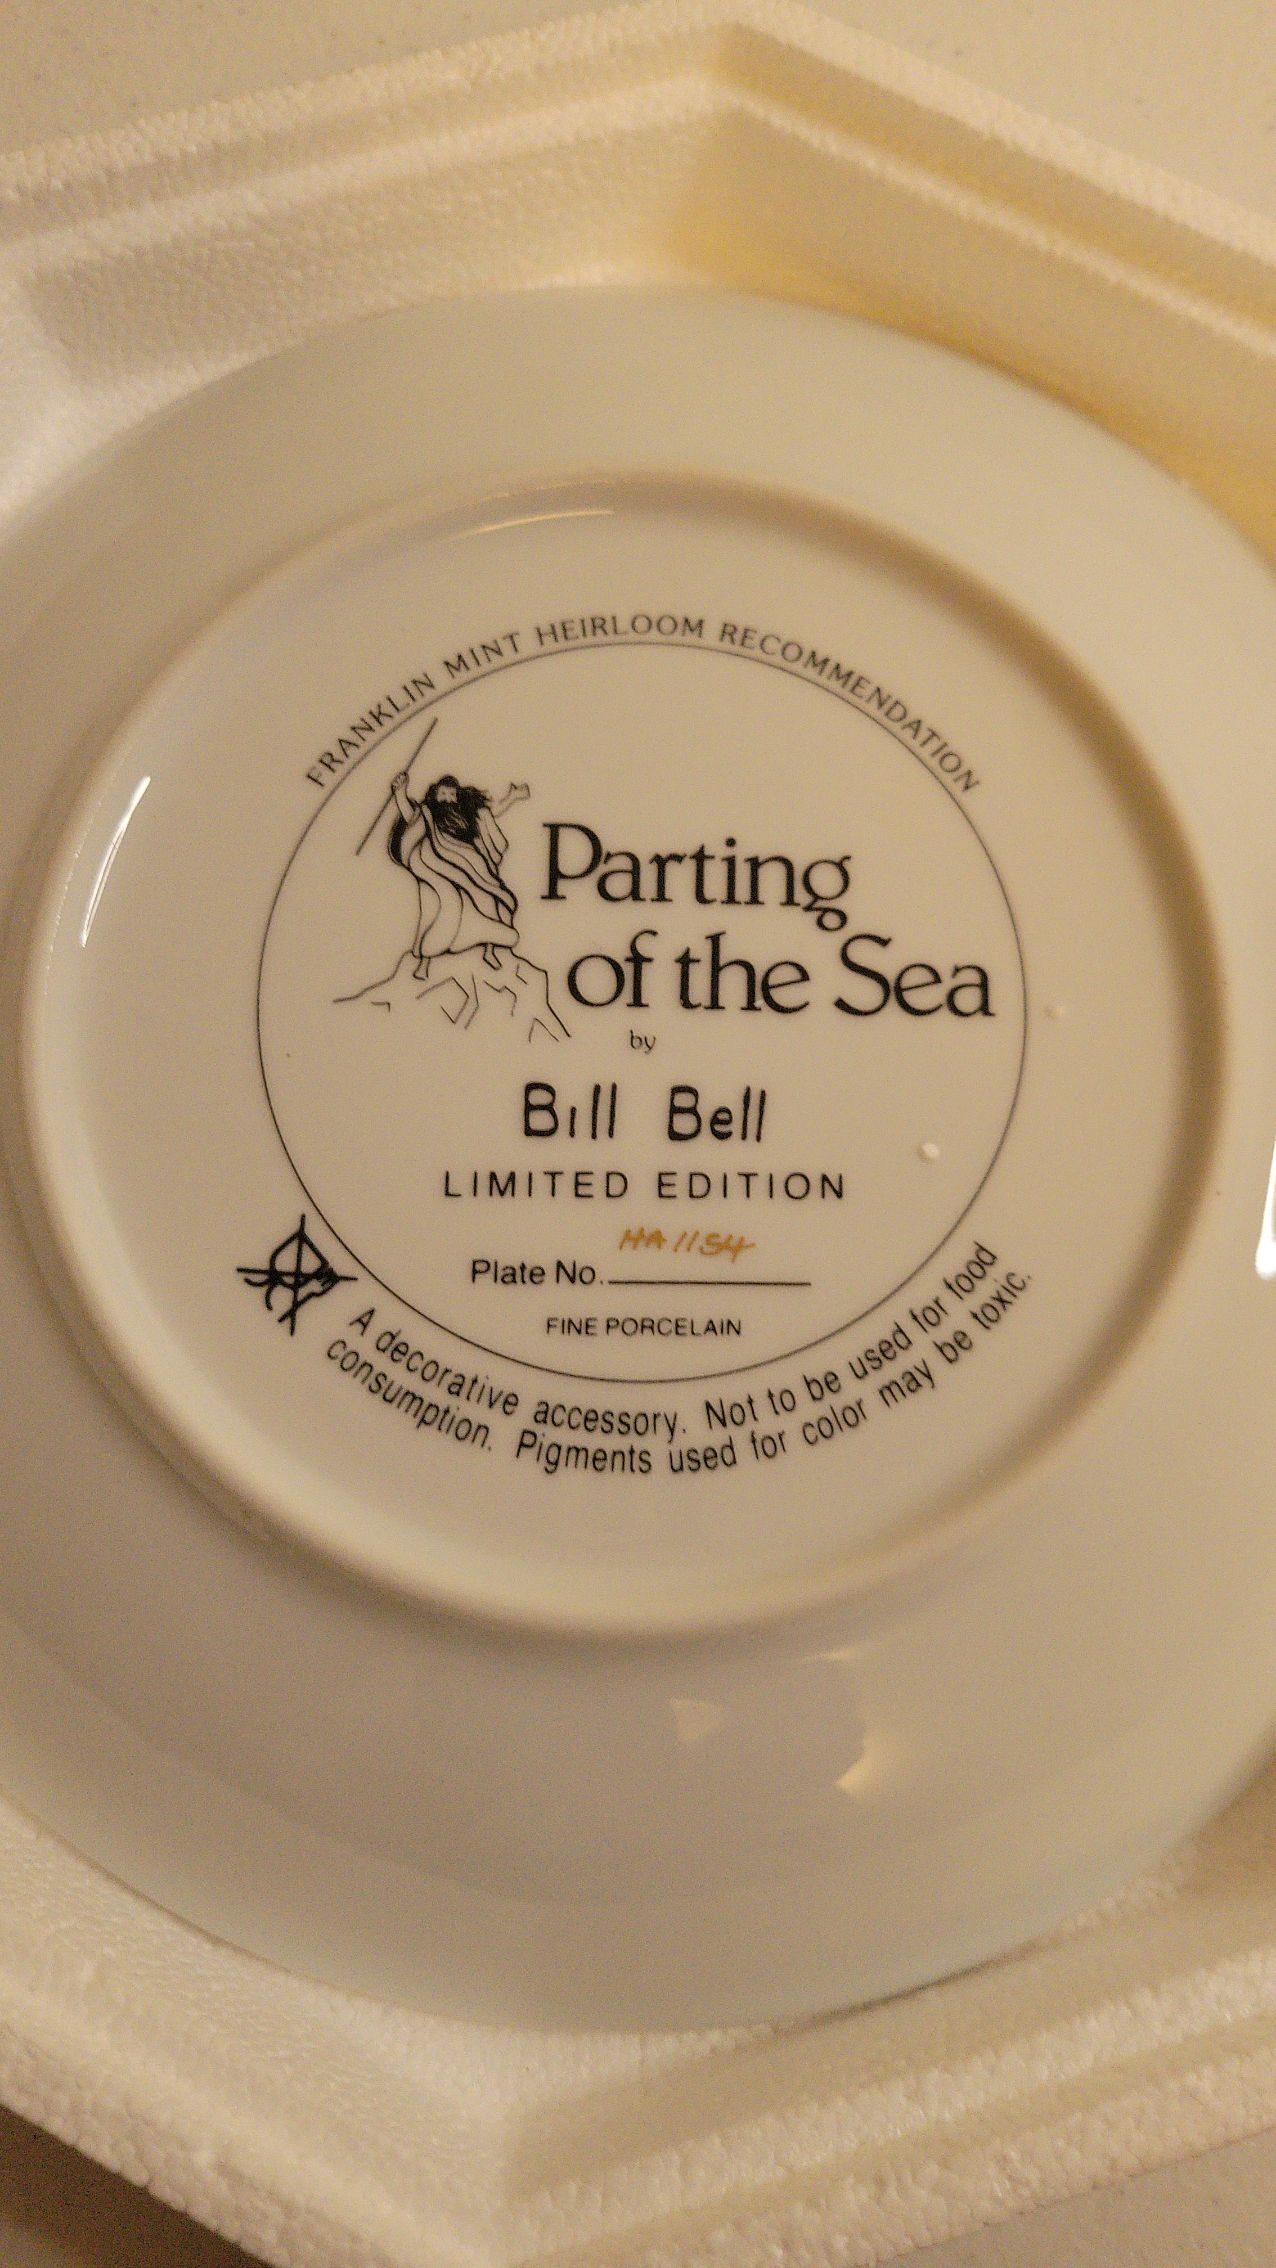 FRANKLIN MINT HEIRLOOM RECOMMENDATION
Parting
of the Sea
by
Bill Bell
LIMITED EDITION
HA1154
Plate No.
FINE PORCELAIN
A decorative accessory. Not to be used for food
consumption. Pigments used for color may be toxic.